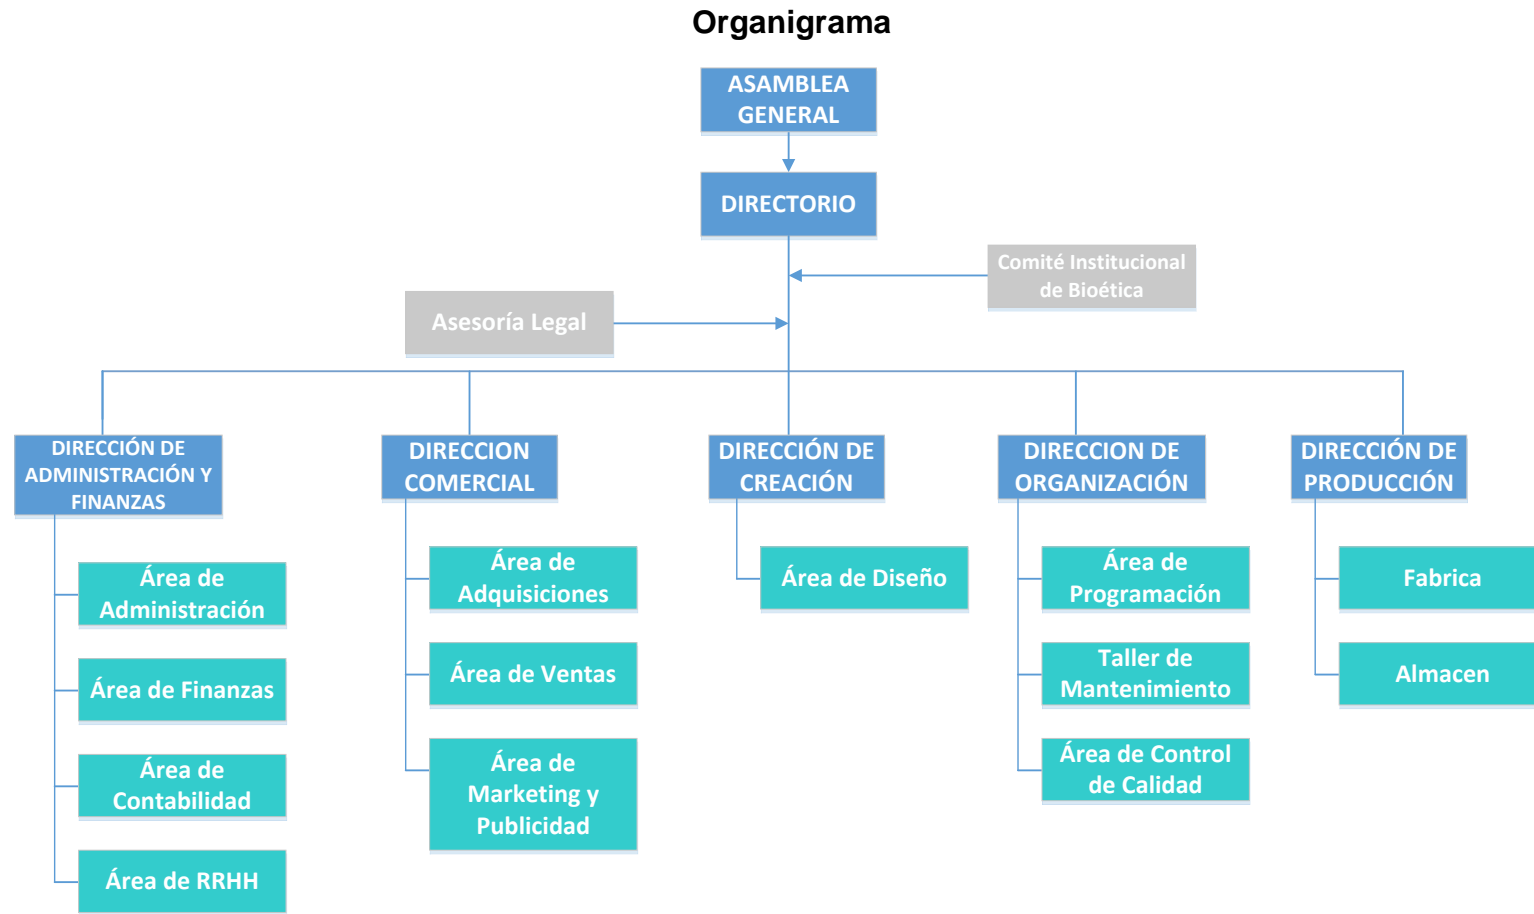 Organigrama
ASAMBLEA
GENERAL
DIRECTORIO
Comité Institucional
de Bioética
Asesoría Legal
DIRECCIÓN DE
ADMINISTRACIÓN Y
FINANZAS
DIRECCION
COMERCIAL
DIRECCIÓN DE
CREACIÓN
DIRECCION DE
ORGANIZACIÓN
DIRECCIÓN DE
PRODUCCIÓN
Área de
Administración
Área de Finanzas
Área de
Contabilidad
Área de RRHH
Área de
Adquisiciones
Área de Ventas
Área de
Marketing y
Publicidad
Área de Diseño
Área de
Programación
Taller de
Mantenimiento
Área de Control
de Calidad
Fabrica
Almacen